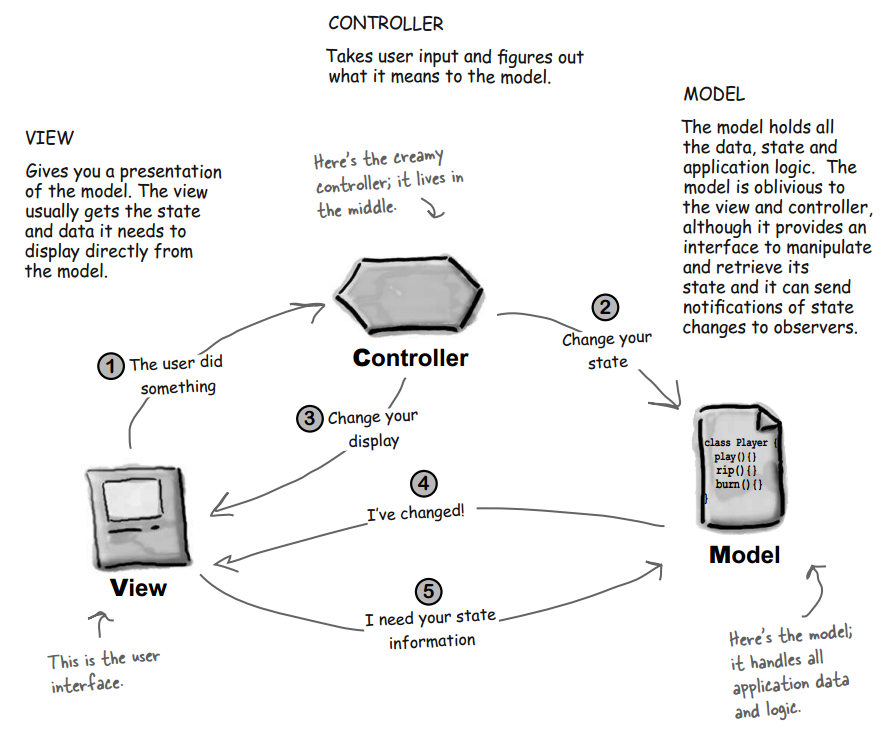 CONTROLLER
Takes user input and figures out
what it means to the model.
MODEL
The model holds all
the data, state and
application logic.  The
model is oblivious to
the view and controller,
although it provides an
interface to manipulate
and retrieve its
state and it can send
notifications of state
changes to observers.
VIEW
Gives you a presentation
of the model. The view
usually gets the state
and data it needs to
display directly from
the model.
Here's the creamy
controller; it lives in
the middle.
Controller
1 The user did
something
2
Change your
state
3 Change your
display
class Player {
play(){}
rip(){}
burn(){}
}
4
I've changed!
View
Model
5
I need your state
information
This is the user
interface.
Here's the model;
it handles all
application data
and logic.